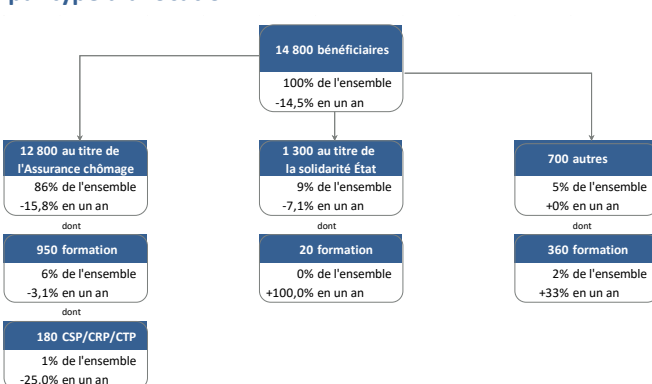 14 800 bénéficiaires
100% de l'ensemble
-14,5% en un an
12 800 au titre de
l'Assurance chômage
86% de l'ensemble
-15,8% en un an
dont
950 formation
6% de l'ensemble
-3,1% en un an
dont
180 CSP/CRP/CTP
1% de l'ensemble
-25,0% en un an
1 300 au titre de
la solidarité État
9% de l'ensemble
-7,1% en un an
dont
20 formation
0% de l'ensemble
+100,0% en un an
700 autres
5% de l'ensemble
+0% en un an
dont
360 formation
2% de l'ensemble
+33% en un an